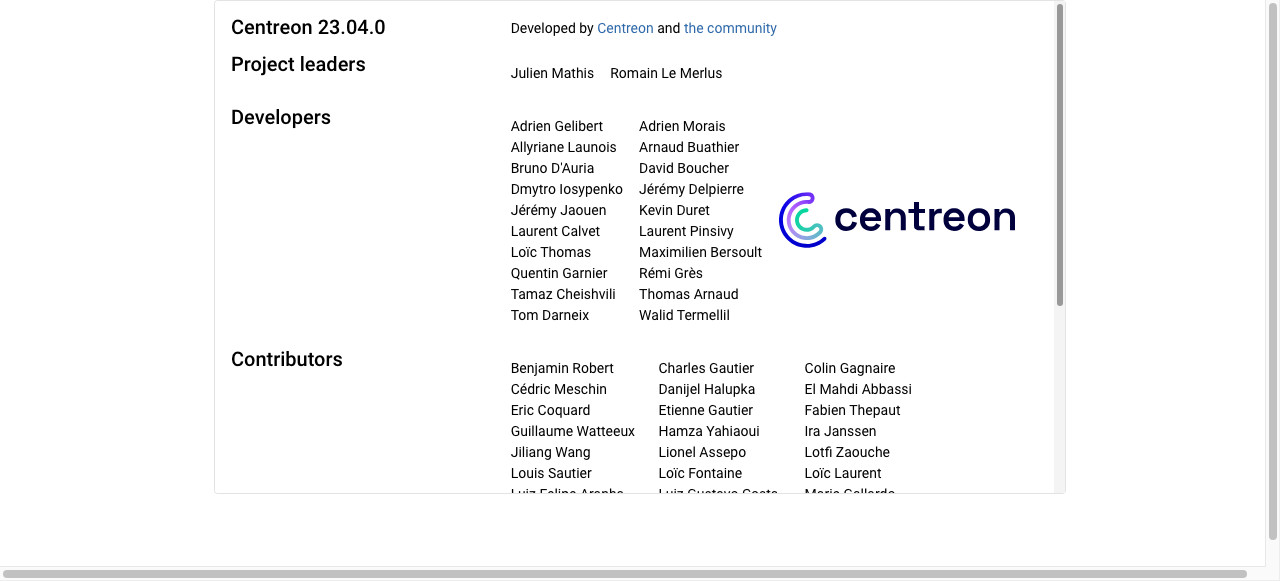 Centreon 23.04.0
Developed by Centreon and the community
Project leaders
Julien Mathis Romain Le Merlus
Developers
Adrien Gelibert Adrien Morais
Allyriane Launois Arnaud Buathier
Bruno D'Auria David Boucher
Dmytro Iosypenko Jérémy Delpierre
Jérémy Jaouen Kevin Duret
Laurent Calvet Laurent Pinsivy
Loïc Thomas Maximilien Bersoult
Quentin Garnier Rémi Grès
Tamaz Cheishvili Thomas Arnaud
Tom Darneix Walid Termellil
centreon
Contributors
Benjamin Robert Charles Gautier Colin Gagnaire
Cédric Meschin Danijel Halupka El Mahdi Abbassi
Eric Coquard Etienne Gautier Fabien Thepaut
Guillaume Watteeux Hamza Yahiaoui Ira Janssen
Jiliang Wang Lionel Assepo Lotfi Zaouche
Louis Sautier Loïc Fontaine Loïc Laurent